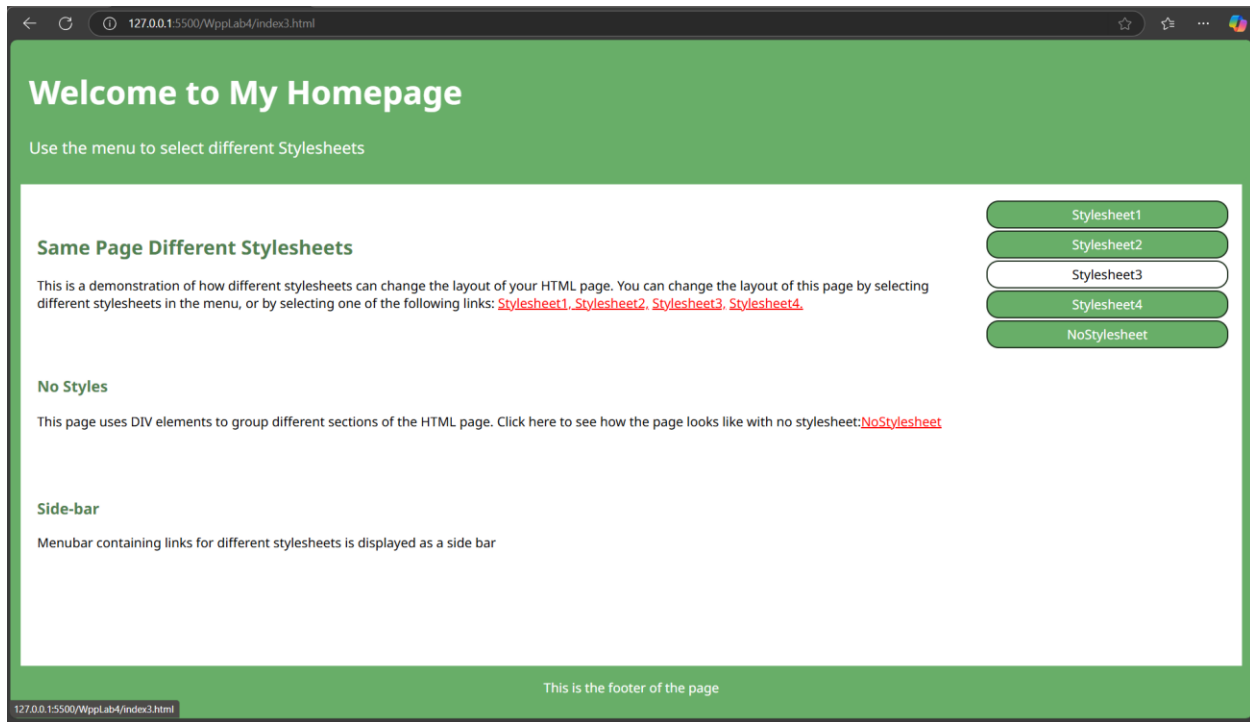 127.0.0.1:5500/WppLab4/index3.html
Welcome to My Homepage
Use the menu to select different Stylesheets
Same Page Different Stylesheets
This is a demonstration of how different stylesheets can change the layout of your HTML page. You can change the layout of this page by selecting
different stylesheets in the menu, or by selecting one of the following links: Stylesheet1, Stylesheet2, Stylesheet3, Stylesheet4.
No Styles
This page uses DIV elements to group different sections of the HTML page. Click here to see how the page looks like with no stylesheet:NoStylesheet
Side-bar
Menubar containing links for different stylesheets is displayed as a side bar
Stylesheet1
Stylesheet2
Stylesheet3
Stylesheet4
NoStylesheet
This is the footer of the page
127.0.0.1:5500/WppLab4/index3.html